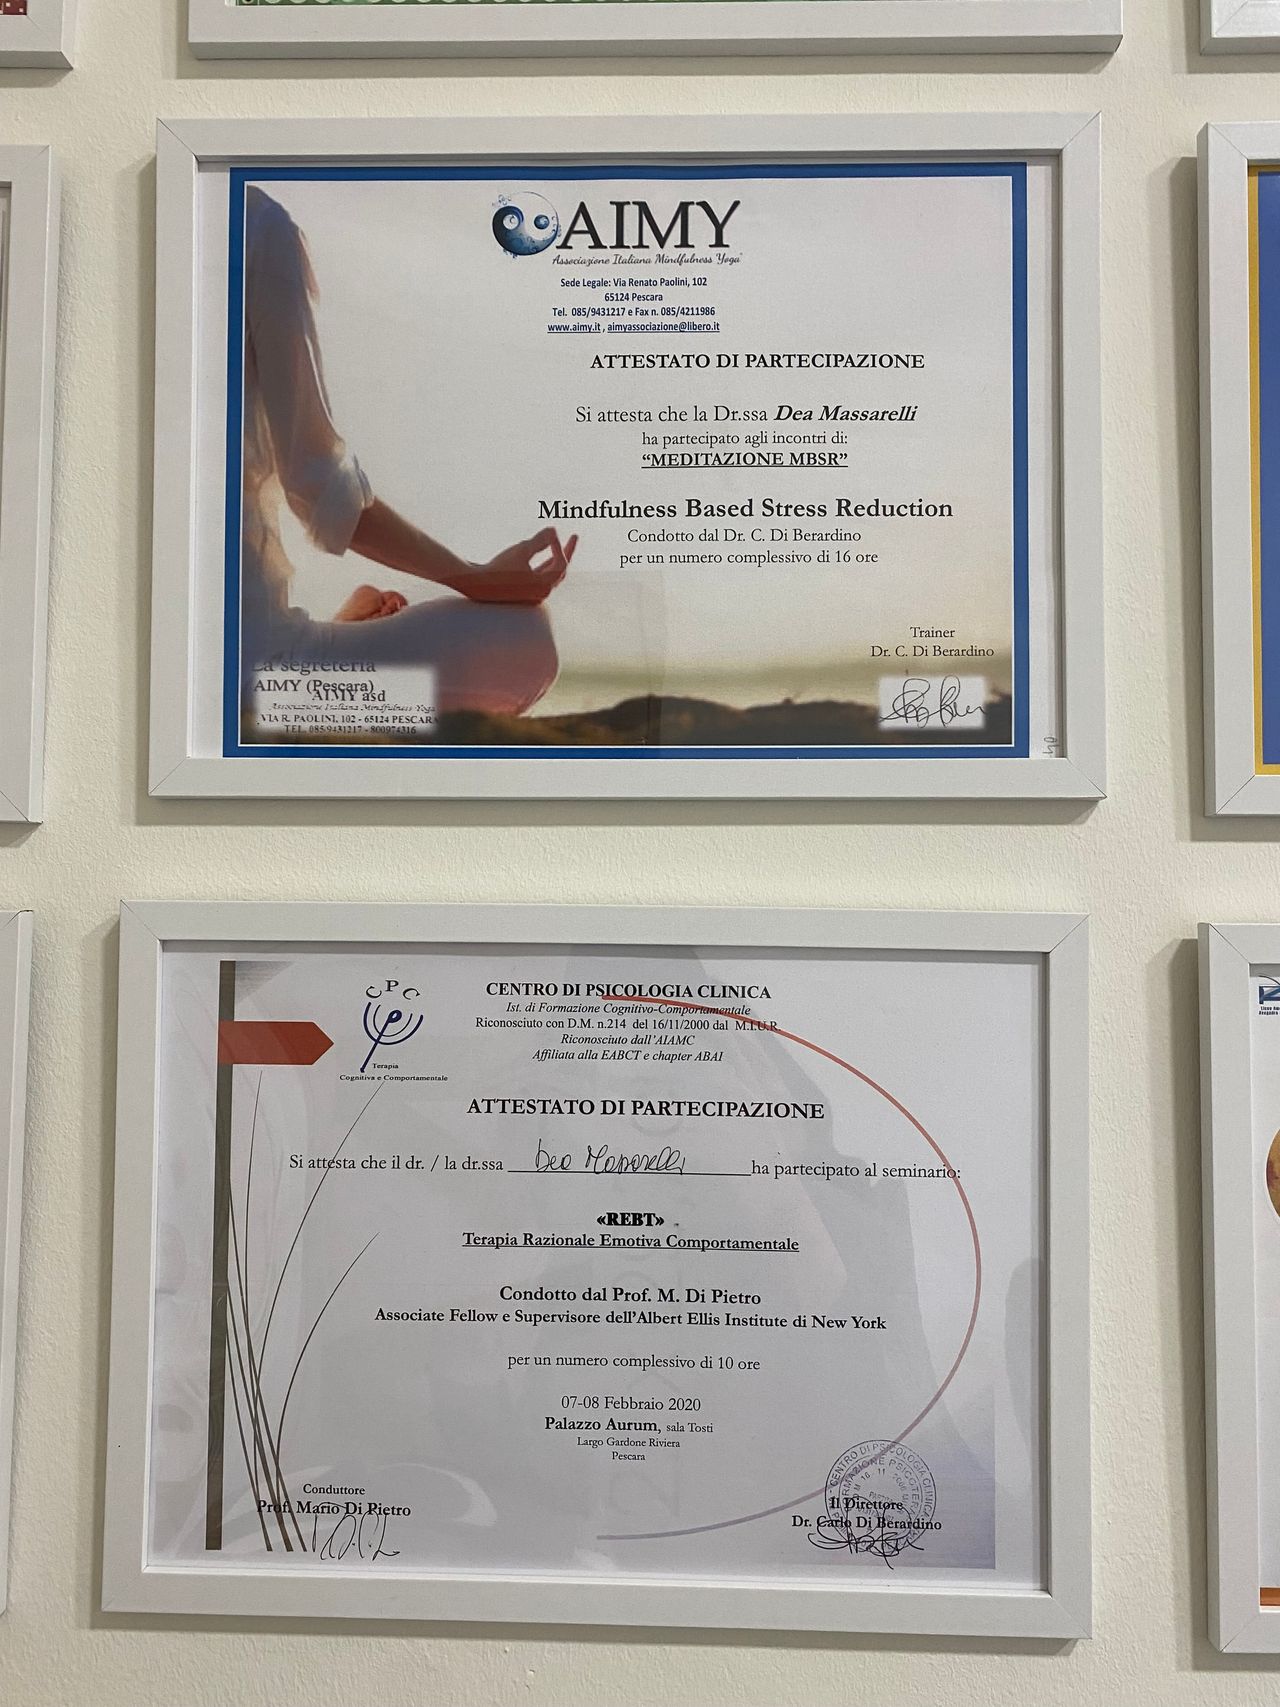 AIMY
Associazione Italiana Mindfulness Yoga
Sede Legale: Via Renato Paolini, 102
65124 Pescara
Tel. 085/9431217 e Fax n. 085/4211986
www.aimy.it , aimyassociazione@libero.it
ATTESTATO DI PARTECIPAZIONE
Si attesta che la Dr.ssa Dea Massarelli
ha partecipato agli incontri di:
“MEDITAZIONE MBSR”
Mindfulness Based Stress Reduction
Condotto dal Dr. C. Di Berardino
per un numero complessivo di 16 ore
Trainer
Dr. C. Di Berardino
La segreteria
AIMY (Pescara)
AIMY asd
Associazione Italiana Mindfulness Yoga
VIA R. PAOLINI, 102 - 65124 PESCARA
TEL. 085/9431217 - 800974316
CPC
Terapia
Cognitiva e Comportamentale
CENTRO DI PSICOLOGIA CLINICA
Ist. di Formazione Cognitivo-Comportamentale
Riconosciuto con D.M. n.214 del 16/11/2000 dal M.I.U.R.
Riconosciuto dall'AIAMC
Affiliata alla EABCT e chapter ABAI
ATTESTATO DI PARTECIPAZIONE
Si attesta che il dr. / la dr.ssa Dea Massarelli ha partecipato al seminario:
«REBT»
Terapia Razionale Emotiva Comportamentale
Condotto dal Prof. M. Di Pietro
Associate Fellow e Supervisore dell'Albert Ellis Institute di New York
per un numero complessivo di 10 ore
07-08 Febbraio 2020
Palazzo Aurum, sala Tosti
Largo Gardone Riviera
Pescara
Conduttore
Prof. Mario Di Pietro
Il Direttore
Dr. Carlo Di Berardino
CENTRO DI PSICOLOGIA CLINICA